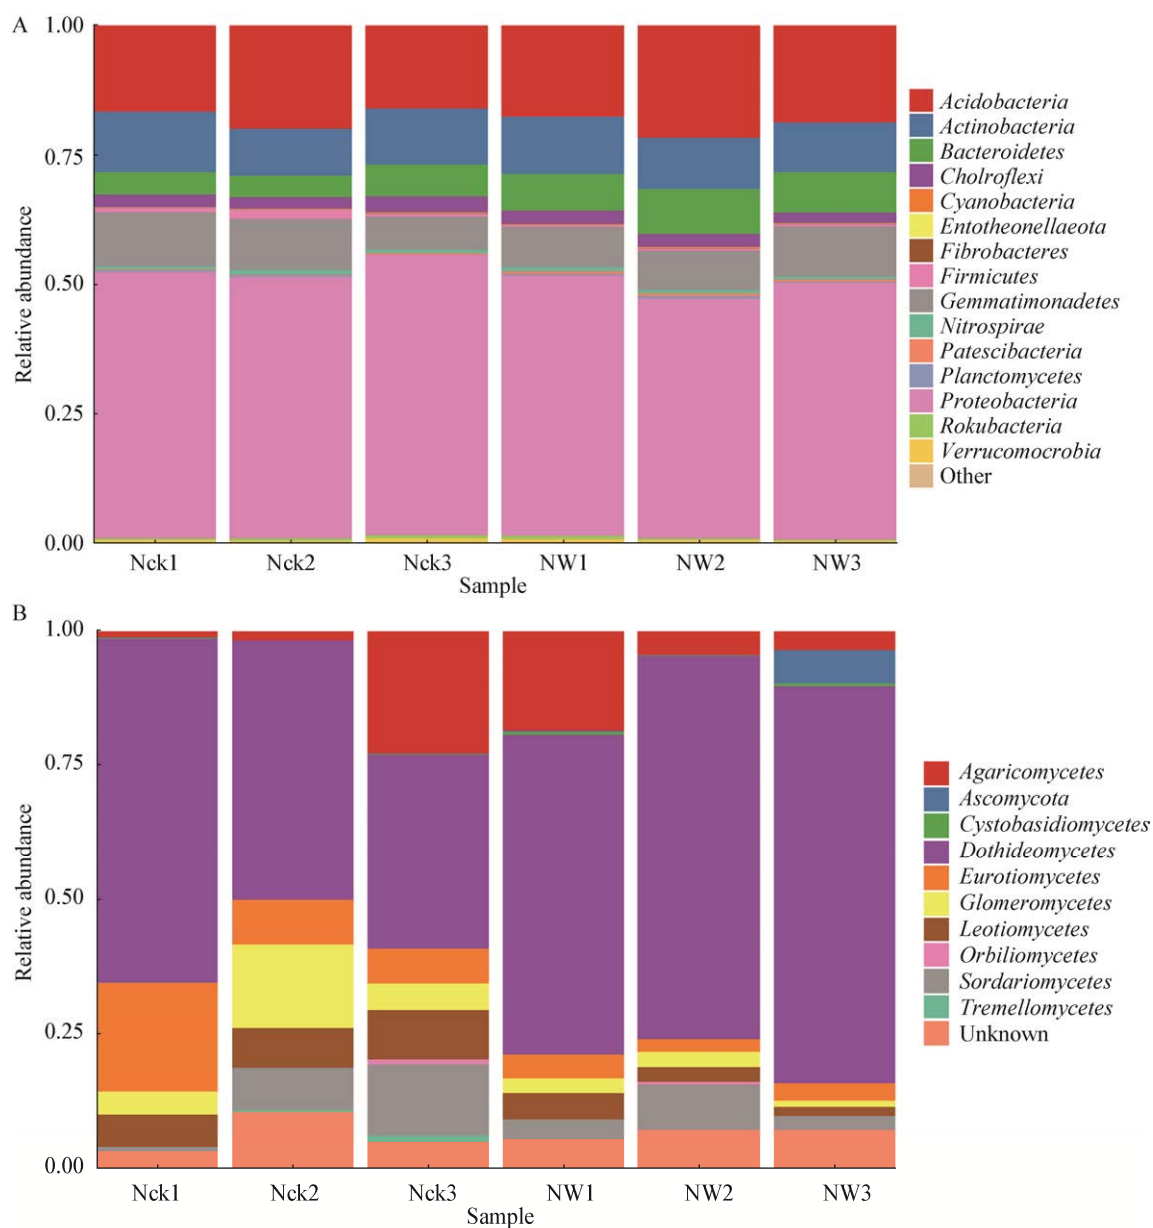 A
1.00
0.75
0.50
0.25
0.00
Relative abundance
Nck1 Nck2 Nck3 NW1 NW2 NW3
Sample
Acidobacteria
Actinobacteria
Bacteroidetes
Cholroflexi
Cyanobacteria
Entotheonellaeota
Fibrobacteres
Firmicutes
Gemmatimonadetes
Nitrospirae
Patescibacteria
Planctomycetes
Proteobacteria
Rokubacteria
Verrucomocrobia
Other
B
1.00
0.75
0.50
0.25
0.00
Relative abundance
Nck1 Nck2 Nck3 NW1 NW2 NW3
Sample
Agaricomycetes
Ascomycota
Cystobasidiomycetes
Dothideomycetes
Eurotiomycetes
Glomeromycetes
Leotiomycetes
Orbiliomycetes
Sordariomycetes
Tremellomycetes
Unknown